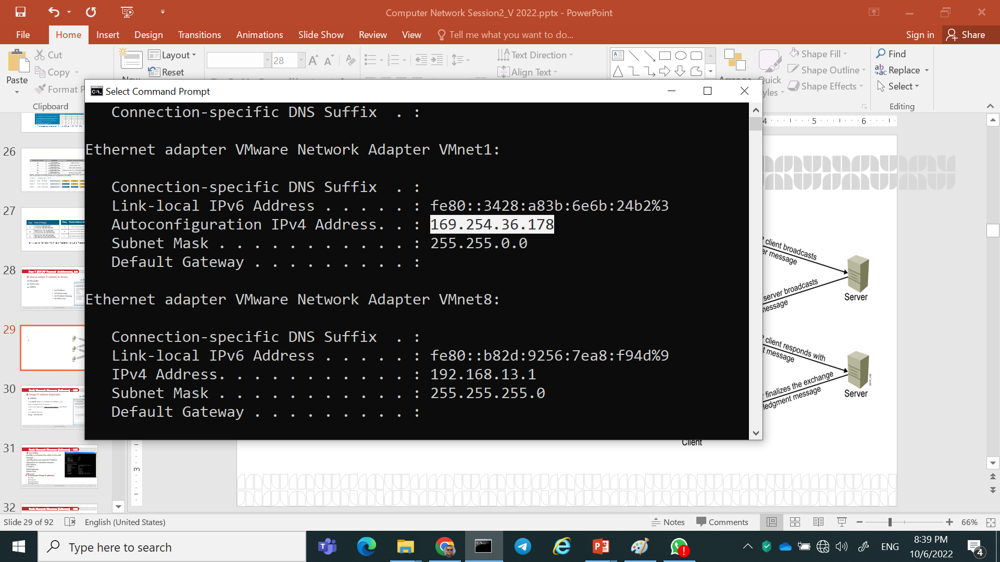 Computer Network Session2_V 2022.pptx - PowerPoint
File Home Insert Design Transitions Animations Slide Show Review View Tell me what you want to do... Sign in Share
Paste
Cut
Copy
Format P
Clipboard
Layout
Reset
28
Text Direction
Align Text
Quick
yles
Shape Fill
Shape Outline
Shape Effects
Find
Replace
Select
Editing
Select Command Prompt
Connection-specific DNS Suffix . :
Ethernet adapter VMware Network Adapter VMnet1:
Connection-specific DNS Suffix . :
Link-local IPv6 Address . . . . . : fe80::3428:a83b:6e6b:24b2%3
Autoconfiguration IPv4 Address. . : 169.254.36.178
Subnet Mask . . . . . . . . . . . : 255.255.0.0
Default Gateway . . . . . . . . . :
Ethernet adapter VMware Network Adapter VMnet8:
Connection-specific DNS Suffix . :
Link-local IPv6 Address . . . . . : fe80::b82d:9256:7ea8:f94d%9
IPv4 Address. . . . . . . . . . . : 192.168.13.1
Subnet Mask . . . . . . . . . . . : 255.255.255.0
Default Gateway . . . . . . . . . :
26
27
28
29
30
31
32
4 5 6
3
client broadcasts
message
Server
server broadcasts
client responds with
message
Server
finalizes the exchange
message
Client
Slide 29 of 92 English (United States) Notes Comments 66%
Type here to search
ENG
8:39 PM
10/6/2022
4